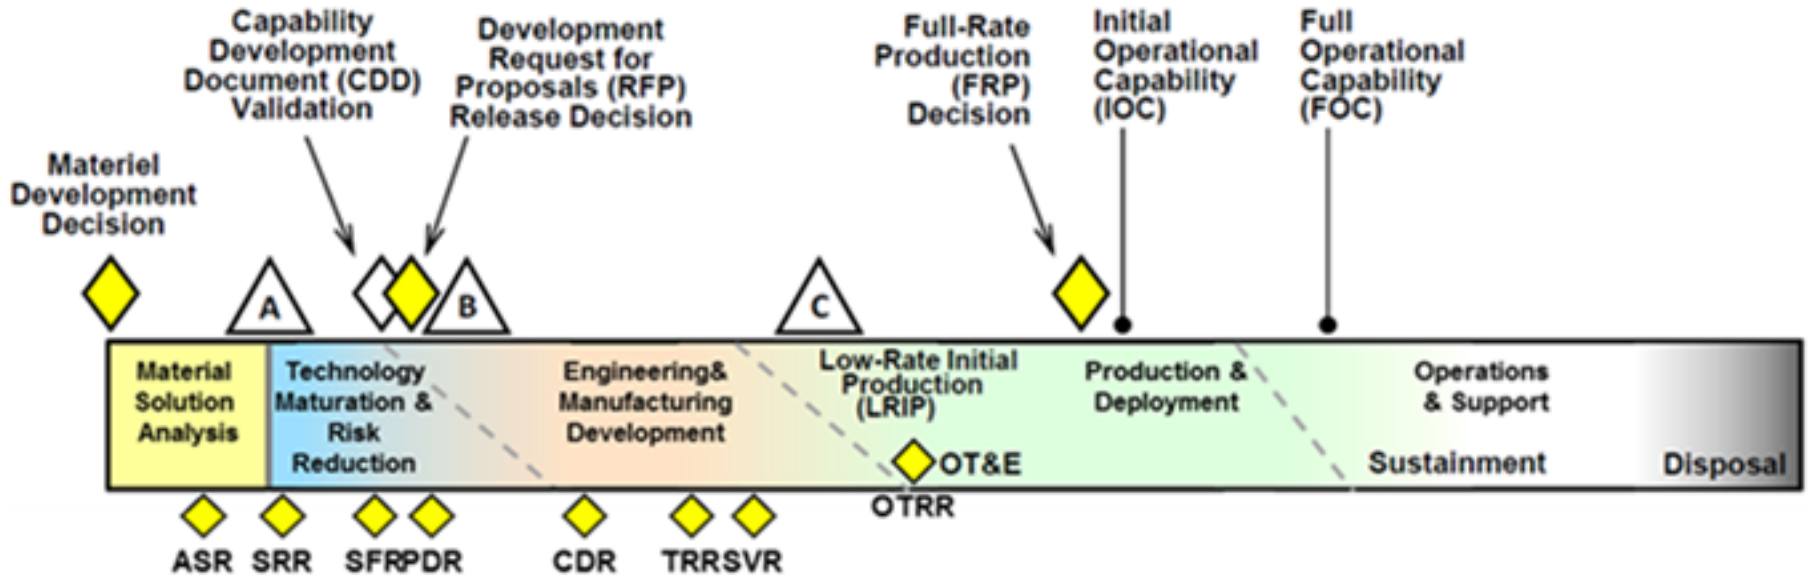 Capability
Development
Document (CDD)
Validation
Development
Request for
Proposals (RFP)
Release Decision
Full-Rate
Production
(FRP)
Decision
Initial
Operational
Capability
(IOC)
Full
Operational
Capability
(FOC)
Materiel
Development
Decision
A
B
C
Material
Solution
Analysis
Technology
Maturation &
Risk
Reduction
Engineering&
Manufacturing
Development
Low-Rate Initial
Production
(LRIP)
Production &
Deployment
Operations
& Support
OT&E
Sustainment
Disposal
OTRR
ASR
SRR
SFR
PDR
CDR
TRR
SVR